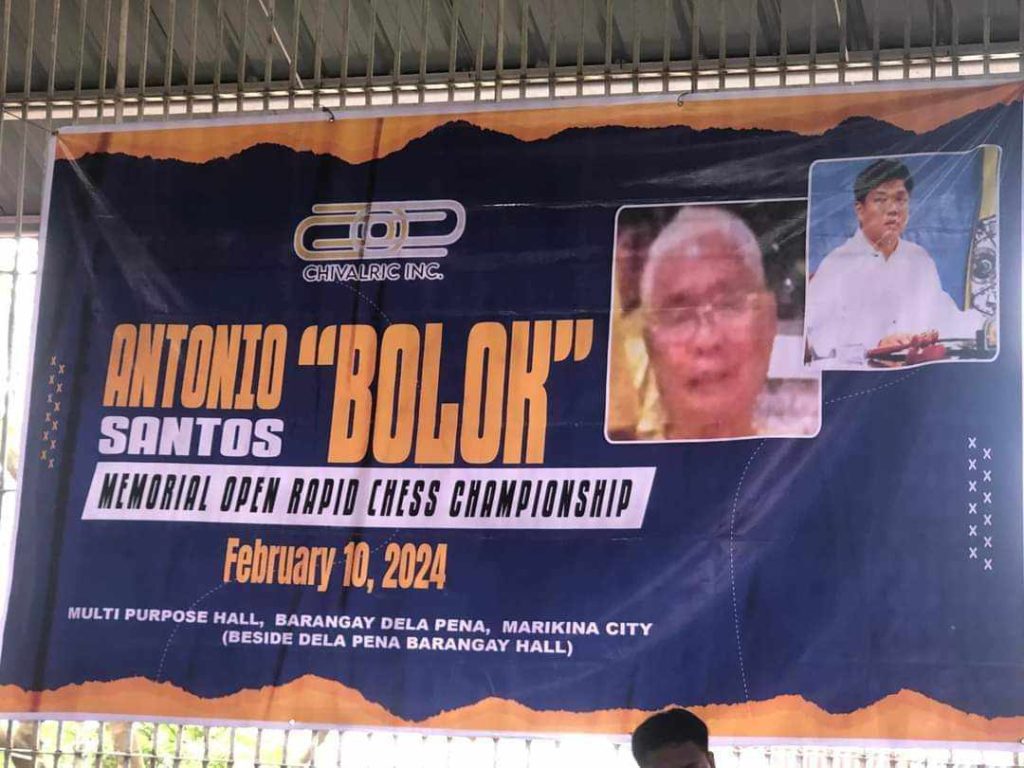 CHIVALRIC INC.
ANTONIO "BOLOK"
SANTOS
MEMORIAL OPEN RAPID CHESS CHAMPIONSHIP
February 10, 2024
MULTI PURPOSE HALL, BARANGAY DELA PENA, MARIKINA CITY
(BESIDE DELA PENA BARANGAY HALL)